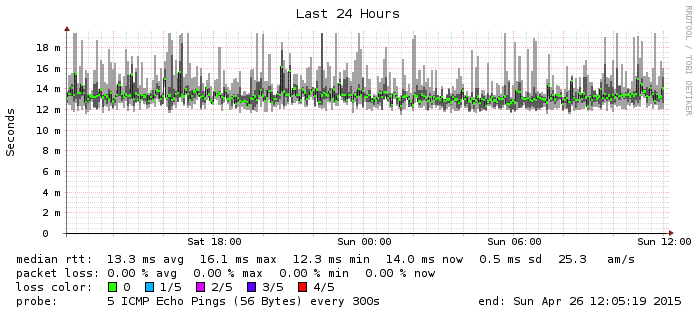 Last 24 Hours
RRDTOOL / TOBI OETIKER
Seconds
18 m
16 m
14 m
12 m
10 m
8 m
6 m
4 m
2 m
0
Sat 18:00 Sun 00:00 Sun 06:00 Sun 12:00
median rtt: 13.3 ms avg 16.1 ms max 12.3 ms min 14.0 ms now 0.5 ms sd 25.3 am/s
packet loss: 0.00 % avg 0.00 % max 0.00 % min 0.00 % now
loss color: 0 1/5 2/5 3/5 4/5
probe: 5 ICMP Echo Pings (56 Bytes) every 300s end: Sun Apr 26 12:05:19 2015